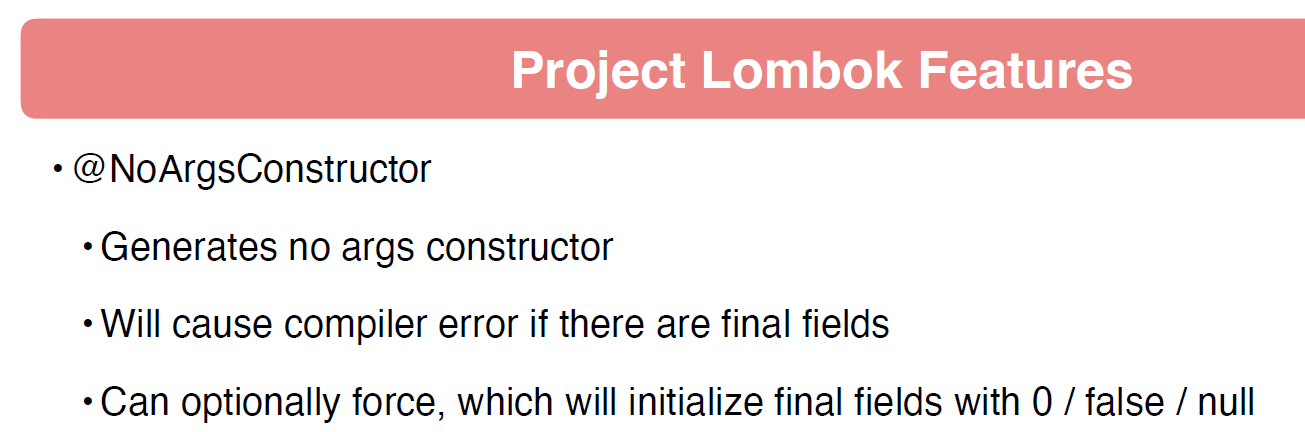 Project Lombok Features
• @NoArgsConstructor
• Generates no args constructor
• Will cause compiler error if there are final fields
• Can optionally force, which will initialize final fields with 0 / false / null